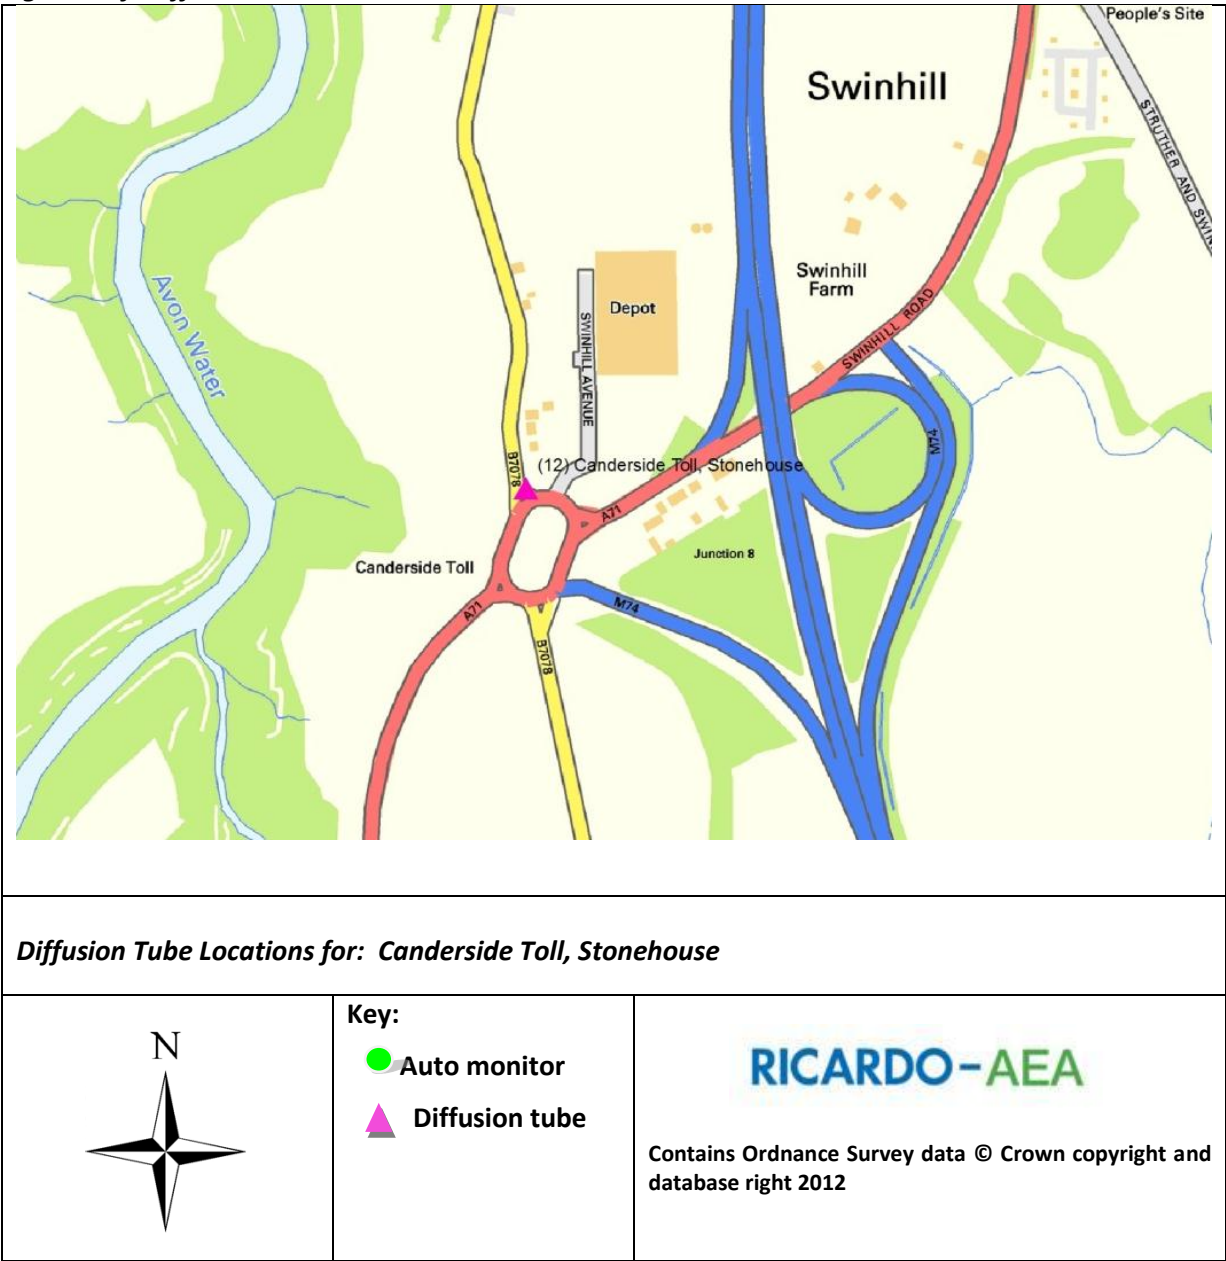 People's Site
Swinhill
STRUTHER AND SWIN
Avon Water
Swinhill
Farm
Depot
SWINHILL ROAD
SWINHILL AVENUE
M74
B7078
(12) Canderside Toll, Stonehouse
A71
Junction 8
Canderside Toll
M74
A71
B7078
Diffusion Tube Locations for: Canderside Toll, Stonehouse
N
Key:
Auto monitor
Diffusion tube
RICARDO-AEA
Contains Ordnance Survey data © Crown copyright and
database right 2012